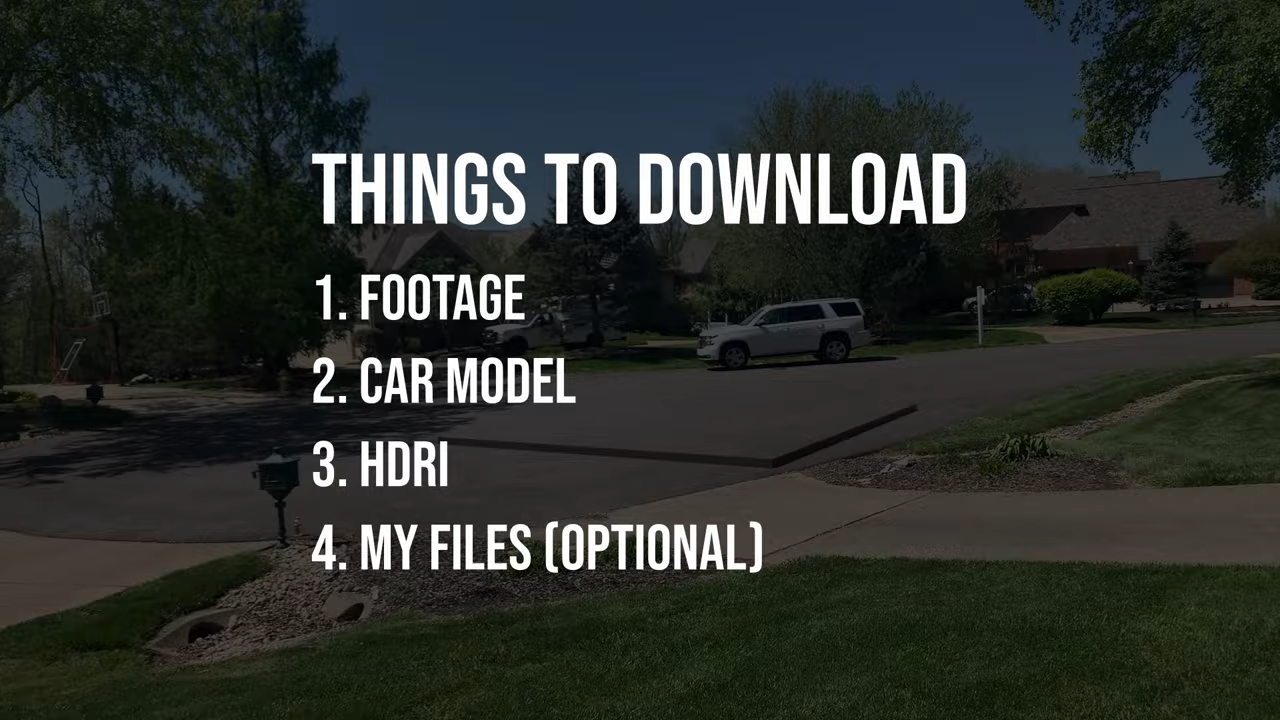 THINGS TO DOWNLOAD
1. FOOTAGE
2. CAR MODEL
3. HDRI
4. MY FILES (OPTIONAL)